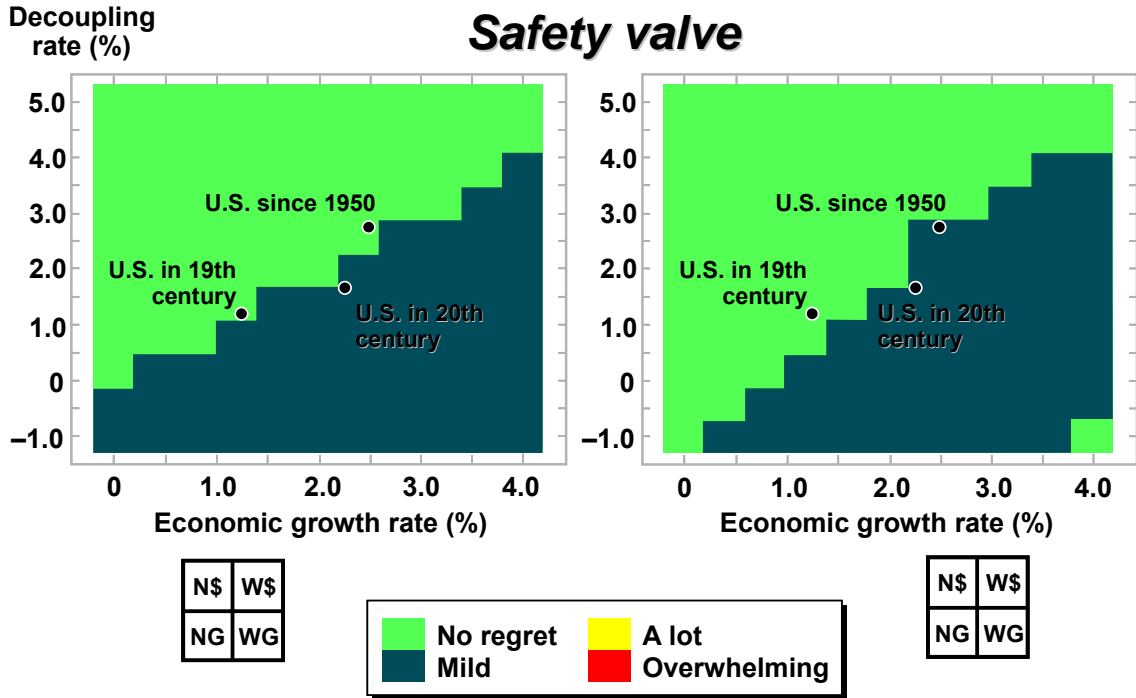 Decoupling
rate (%)
Safety valve
5.0
4.0
3.0
2.0
1.0
0
–1.0
U.S. since 1950
U.S. in 19th
century
U.S. in 20th
century
0 1.0 2.0 3.0 4.0
Economic growth rate (%)
5.0
4.0
3.0
2.0
1.0
0
–1.0
U.S. since 1950
U.S. in 19th
century
U.S. in 20th
century
0 1.0 2.0 3.0 4.0
Economic growth rate (%)
N$ W$
NG WG
No regret
Mild
A lot
Overwhelming
N$ W$
NG WG